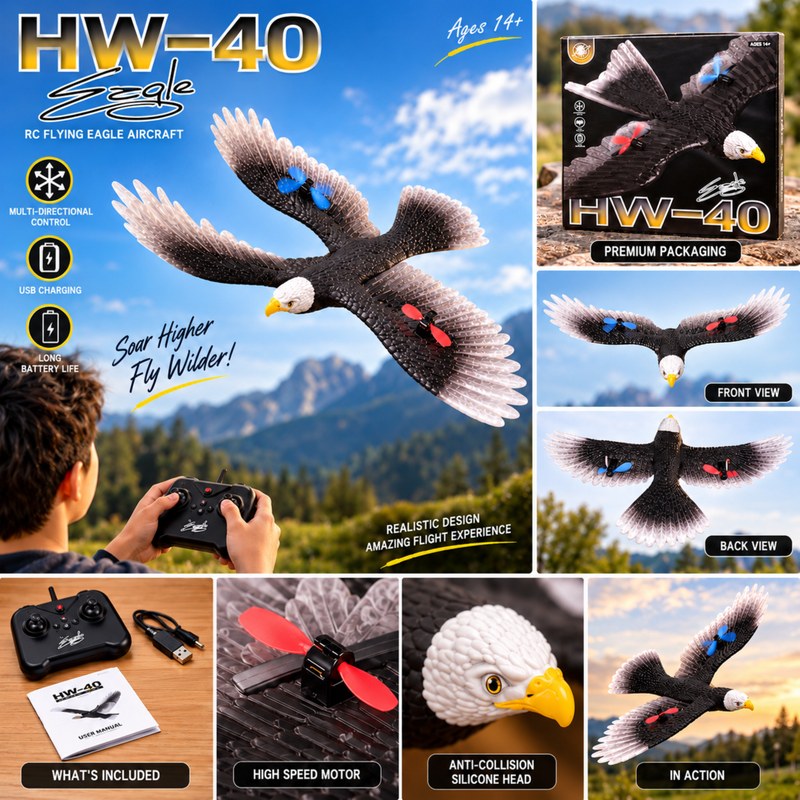 HW-40
Eagle
RC FLYING EAGLE AIRCRAFT
Ages 14+
MULTI-DIRECTIONAL
CONTROL
USB CHARGING
LONG
BATTERY LIFE
Soar Higher
Fly Wilder!
Eagle
REALISTIC DESIGN
AMAZING FLIGHT EXPERIENCE
AGES 14+
Eagle
HW-40
PREMIUM PACKAGING
FRONT VIEW
BACK VIEW
Eagle
HW-40
USER MANUAL
WHAT'S INCLUDED
HIGH SPEED MOTOR
ANTI-COLLISION
SILICONE HEAD
IN ACTION